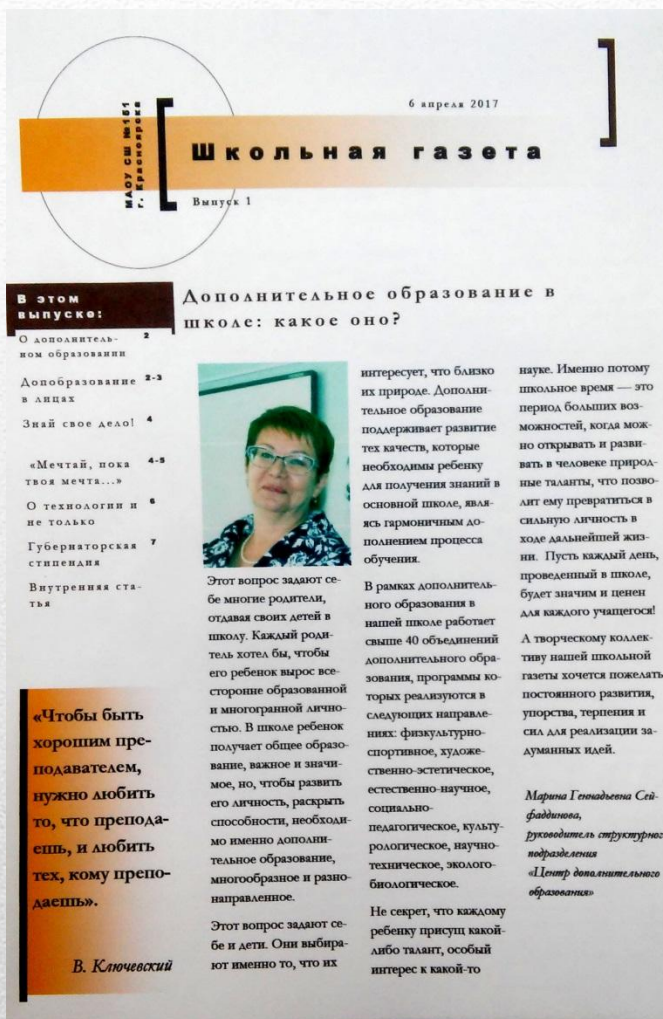 МАОУ СШ №151
г. Красноярска
6 апреля 2017
Школьная газета
Выпуск 1
В этом
выпуске:
О дополнитель- 2
ном образовании
Допобразование 2-3
в лицах
Знай свое дело! 4
«Мечтай, пока 4-5
твоя мечта...»
О технологии и 6
не только
Губернаторская 7
стипендия
Внутренняя ста-
тья
«Чтобы быть
хорошим пре-
подавателем,
нужно любить
то, что препода-
ешь, и любить
тех, кому препо-
даешь».
В. Ключевский
Дополнительное образование в
школе: какое оно?
Этот вопрос задают се-
бе многие родители,
отдавая своих детей в
школу. Каждый роди-
тель хотел бы, чтобы
его ребенок вырос все-
сторонне образованной
и многогранной лично-
стью. В школе ребенок
получает общее образо-
вание, важное и значи-
мое, но, чтобы развить
его личность, раскрыть
способности, необходи-
мо именно дополни-
тельное образование,
многообразное и разно-
направленное.
Этот вопрос задают се-
бе и дети. Они выбира-
ют именно то, что их
интересует, что близко
их природе. Дополни-
тельное образование
поддерживает развитие
тех качеств, которые
необходимы ребенку
для получения знаний в
основной школе, явля-
ясь гармоничным до-
полнением процесса
обучения.
В рамках дополнитель-
ного образования в
нашей школе работает
свыше 40 объединений
дополнительного обра-
зования, программы ко-
торых реализуются в
следующих направле-
ниях: физкультурно-
спортивное, художе-
ственно-эстетическое,
естественно-научное,
социально-
педагогическое, культу-
рологическое, научно-
техническое, эколого-
биологическое.
Не секрет, что каждому
ребенку присущ какой-
либо талант, особый
интерес к какой-то
науке. Именно потому
школьное время — это
период больших воз-
можностей, когда мож-
но открывать и разви-
вать в человеке природ-
ные таланты, что позво-
лит ему превратиться в
сильную личность в
ходе дальнейшей жиз-
ни. Пусть каждый день,
проведенный в школе,
будет значим и ценен
для каждого учащегося!
А творческому коллек-
тиву нашей школьной
газеты хочется пожелать
постоянного развития,
упорства, терпения и
сил для реализации за-
думанных идей.
Марина Геннадьевна Сей-
фаддинова,
руководитель структурного
подразделения
«Центр дополнительного
образования»